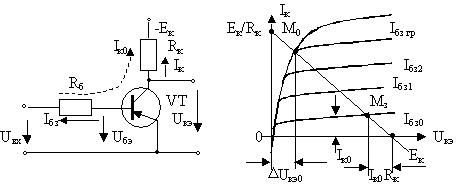 -Eк
Iк0
Rк
Iк
Rб
VT
Iбз
Uвх
Uбэ
Uкэ
Iк
Eк/Rк
M0
Iбз гр
Iбз2
Iбз1
Mз
Iбз0
0
Uкэ
Iк0
Eк
ΔUкэ0
Iк0 Rк